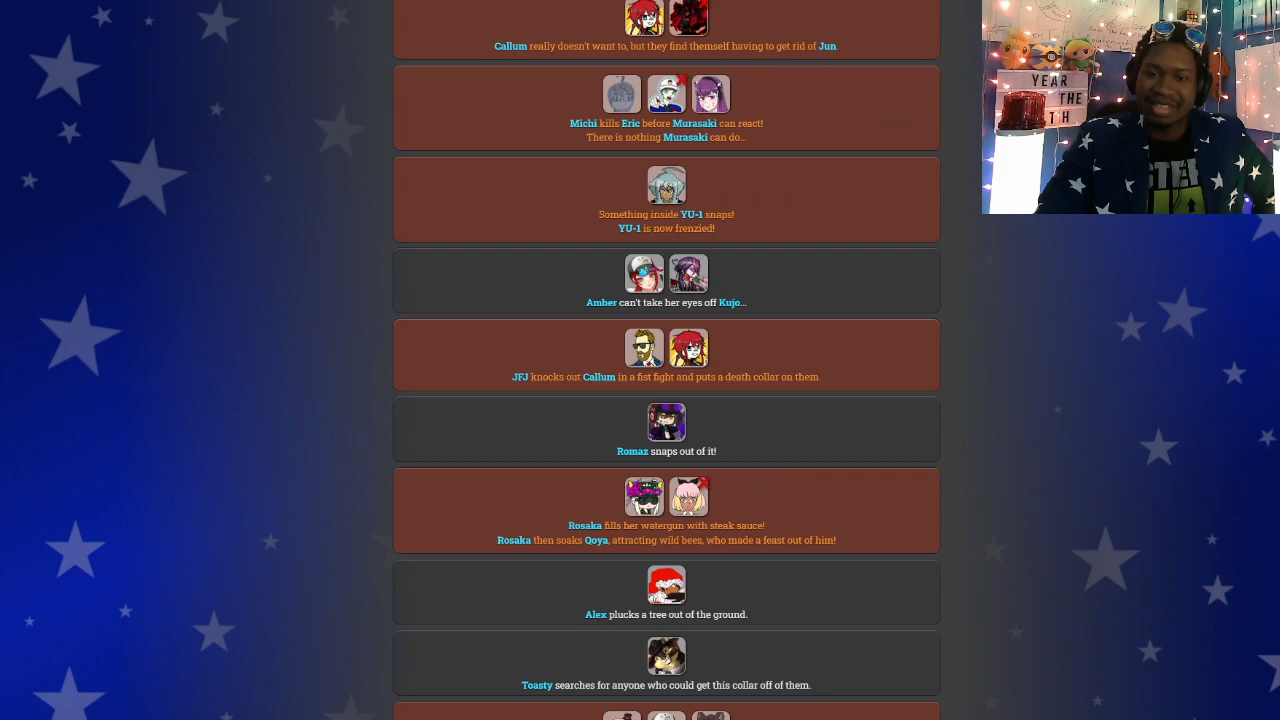 Callum really doesn't want to, but they find themself having to get rid of Jun.
Michi kills Eric before Murasaki can react!
There is nothing Murasaki can do...
Something inside YU-1 snaps!
YU-1 is now frenzied!
Amber can't take her eyes off Kujo...
JFJ knocks out Callum in a fist fight and puts a death collar on them.
Romaz snaps out of it!
Rosaka fills her watergun with steak sauce!
Rosaka then soaks Qoya, attracting wild bees, who made a feast out of him!
Alex plucks a tree out of the ground.
Toasty searches for anyone who could get this collar off of them.
YEAR
THE